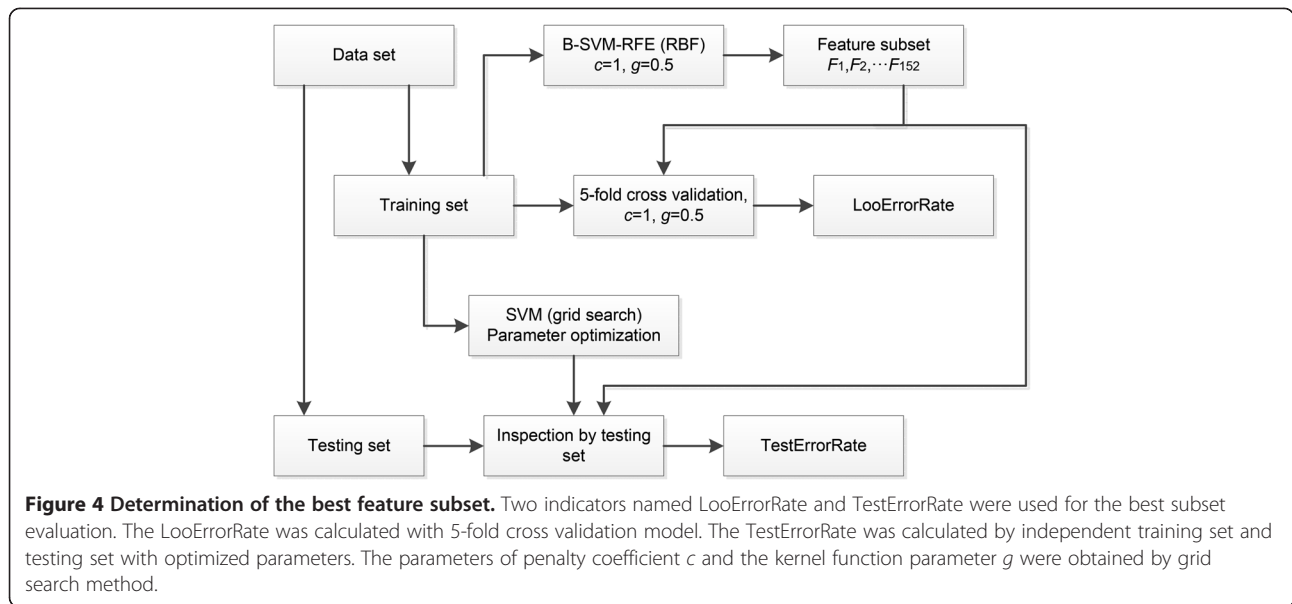 Data set
B-SVM-RFE (RBF)
c=1, g=0.5
Feature subset
F1,F2,···F152
Training set
5-fold cross validation,
c=1, g=0.5
LooErrorRate
SVM (grid search)
Parameter optimization
Testing set
Inspection by testing
set
TestErrorRate
Figure 4 Determination of the best feature subset. Two indicators named LooErrorRate and TestErrorRate were used for the best subset
evaluation. The LooErrorRate was calculated with 5-fold cross validation model. The TestErrorRate was calculated by independent training set and
testing set with optimized parameters. The parameters of penalty coefficient c and the kernel function parameter g were obtained by grid
search method.